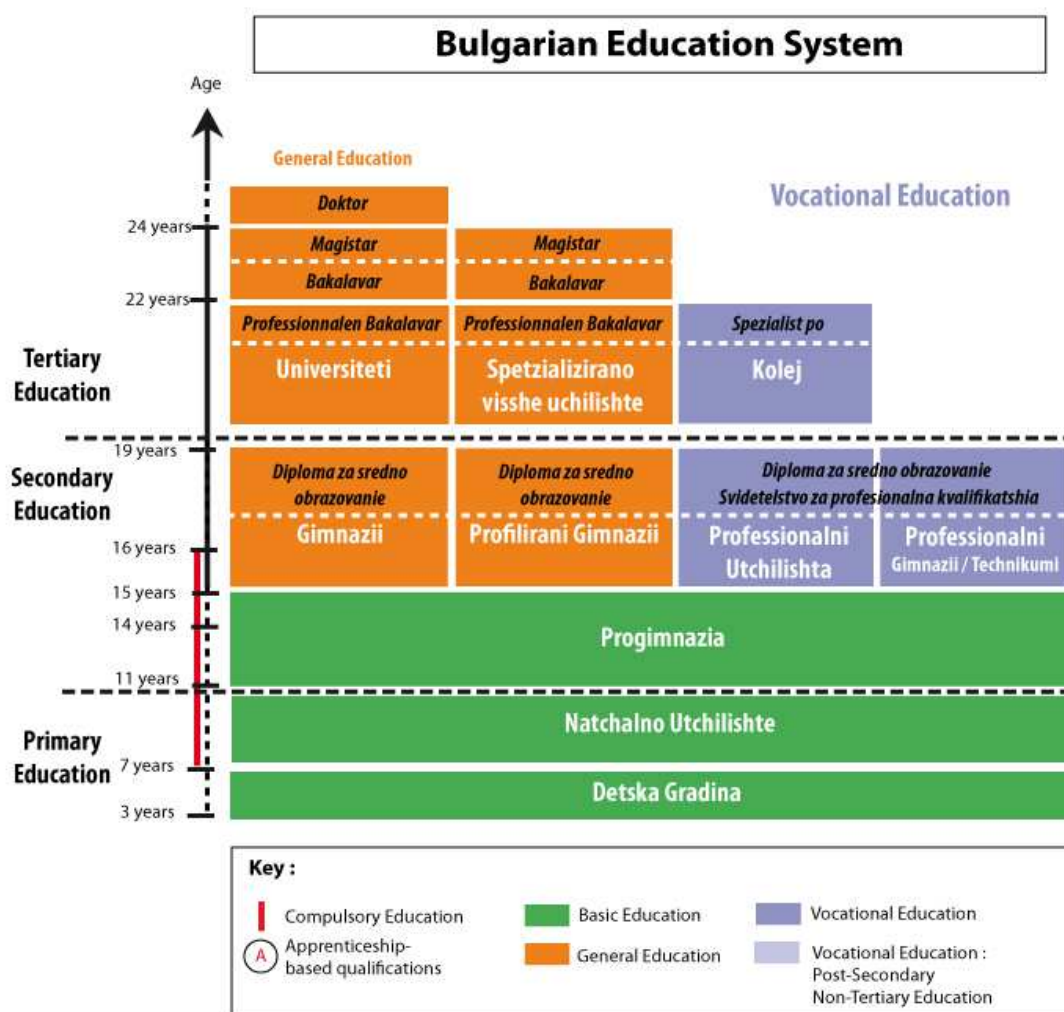 Bulgarian Education System
Age
General Education
Vocational Education
Doktor
24 years
Magistar
Magistar
Bakalavar
Bakalavar
22 years
Professionnalen Bakalavar
Professionnalen Bakalavar
Spezialist po
Tertiary
Education
Universiteti
Spetzializirano
visshe uchilishte
Kolej
19 years
Secondary
Education
Diploma za sredno
obrazovanie
Diploma za sredno
obrazovanie
Diploma za sredno obrazovanie
Svidetelstvo za profesionalna kvalifikatshia
Gimnazii
Profilirani Gimnazii
Professionalni
Utchilishta
Professionalni
Gimnazii / Technikumi
16 years
15 years
14 years
Progimnazia
11 years
Primary
Education
Natchalno Utchilishte
7 years
Detska Gradina
3 years
Key :
Compulsory Education
A
Apprenticeship-
based qualifications
Basic Education
General Education
Vocational Education
Vocational Education :
Post-Secondary
Non-Tertiary Education